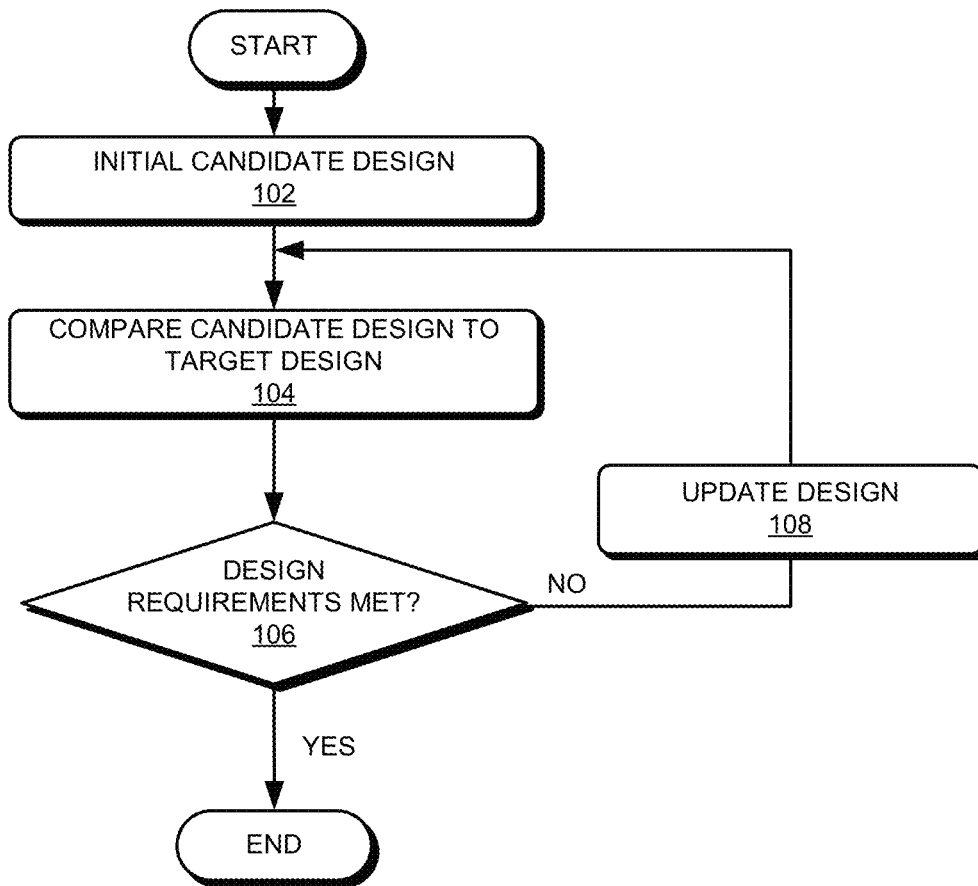 START
INITIAL CANDIDATE DESIGN
102
COMPARE CANDIDATE DESIGN TO
TARGET DESIGN
104
UPDATE DESIGN
108
DESIGN
REQUIREMENTS MET?
106
NO
YES
END